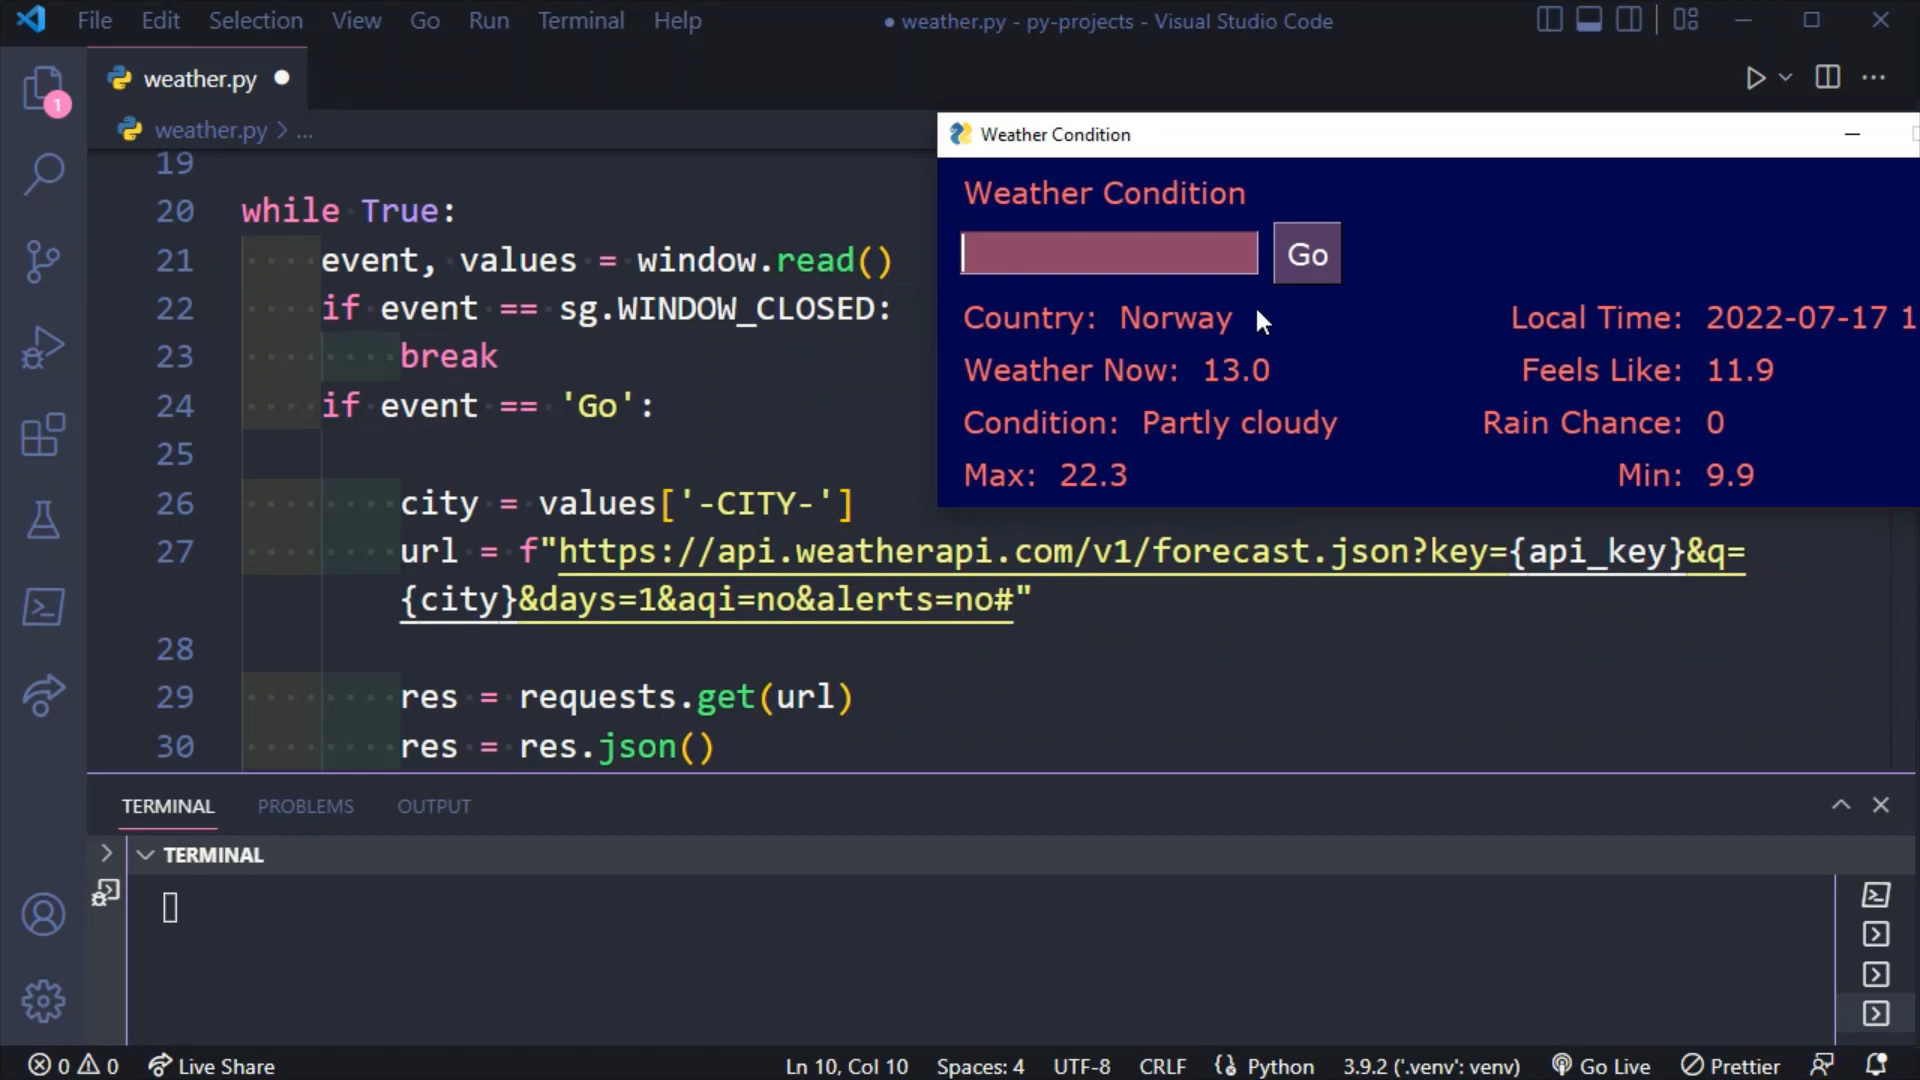 File Edit Selection View Go Run Terminal Help
● weather.py - py-projects - Visual Studio Code
weather.py
1
weather.py > ...
19
20 while True:
21 event, values = window.read()
22 if event == sg.WINDOW_CLOSED:
23 break
24 if event == 'Go':
25
26 city = values['-CITY-']
27 url = f"https://api.weatherapi.com/v1/forecast.json?key={api_key}&q=
{city}&days=1&aqi=no&alerts=no#"
28
29 res = requests.get(url)
30 res = res.json()
Weather Condition
Weather Condition
Go
Country: Norway Local Time: 2022-07-17 1
Weather Now: 13.0 Feels Like: 11.9
Condition: Partly cloudy Rain Chance: 0
Max: 22.3 Min: 9.9
TERMINAL PROBLEMS OUTPUT
TERMINAL
0 0 Live Share Ln 10, Col 10 Spaces: 4 UTF-8 CRLF Python 3.9.2 ('.venv': venv) Go Live Prettier